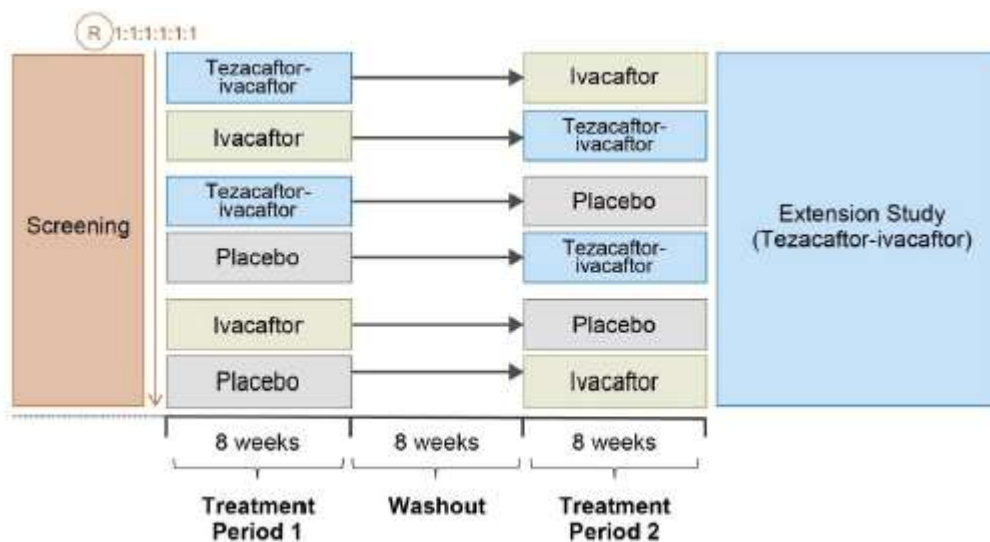 R 1:1:1:1:1:1
Screening
Tezacaftor-
ivacaftor
Ivacaftor
Ivacaftor
Tezacaftor-
ivacaftor
Tezacaftor-
ivacaftor
Placebo
Placebo
Tezacaftor-
ivacaftor
Ivacaftor
Placebo
Placebo
Ivacaftor
Extension Study
(Tezacaftor-ivacaftor)
8 weeks
8 weeks
8 weeks
Treatment
Period 1
Washout
Treatment
Period 2